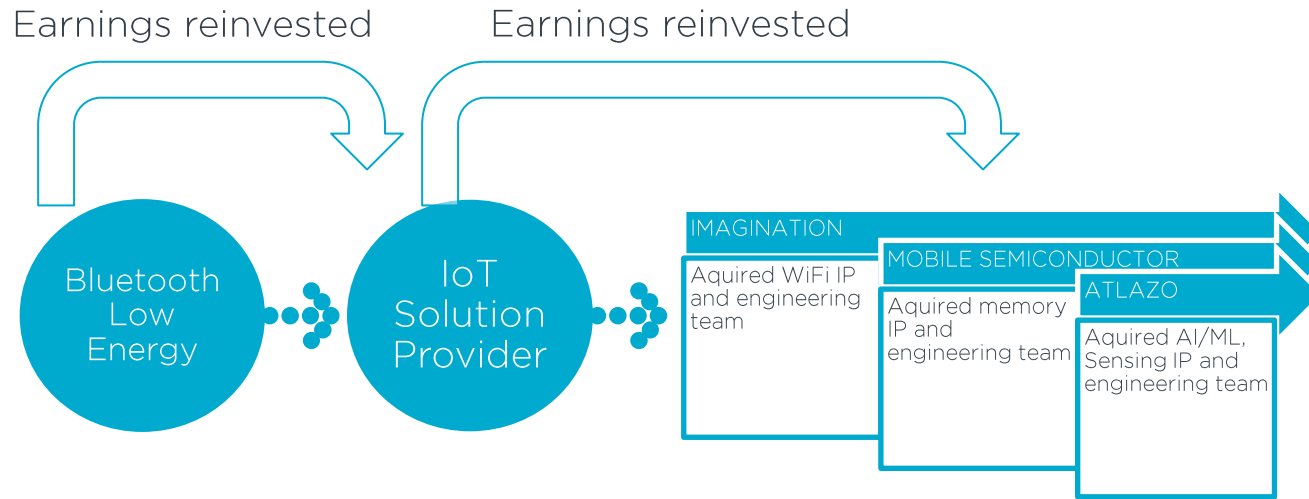 Earnings reinvested
Earnings reinvested
Bluetooth
Low
Energy
IoT
Solution
Provider
IMAGINATION
Aquired WiFi IP
and engineering
team
MOBILE SEMICONDUCTOR
Aquired memory
IP and
engineering team
ATLAZO
Aquired AI/ML,
Sensing IP and
engineering team